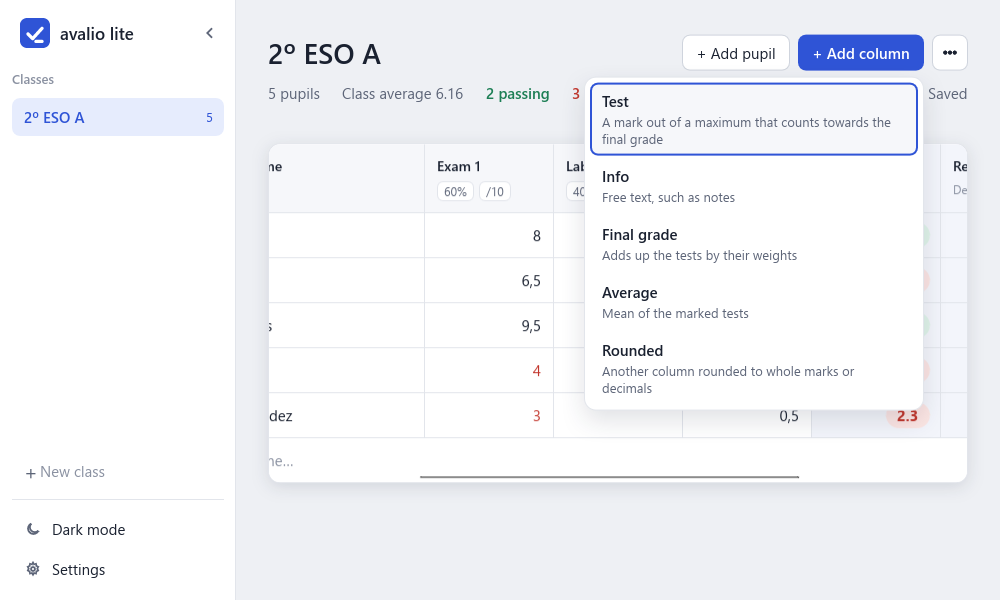 avalio lite
Classes
2º ESO A
5
+ New class
Dark mode
Settings
2º ESO A
+ Add pupil
+ Add column
•••
5 pupils
Class average 6.16
2 passing
3
Saved
Test
A mark out of a maximum that counts towards the
final grade
Info
Free text, such as notes
Final grade
Adds up the tests by their weights
Average
Mean of the marked tests
Rounded
Another column rounded to whole marks or
decimals
Exam 1
60%
/10
8
6,5
9,5
4
3
0,5
2.3